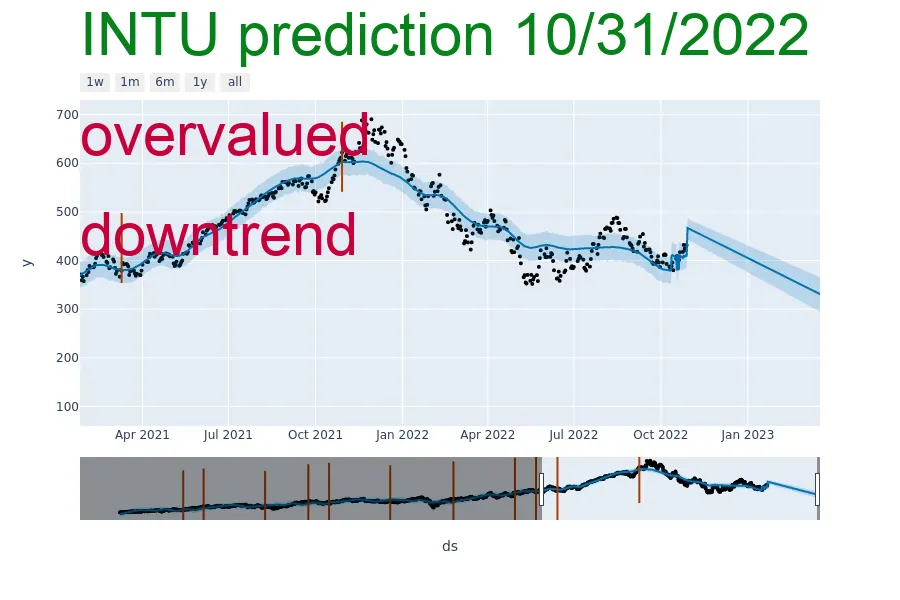 INTU prediction 10/31/2022
1w 1m 6m 1y all
700
overvalued
600
500
downtrend
400
y
300
200
100
Apr 2021 Jul 2021 Oct 2021 Jan 2022 Apr 2022 Jul 2022 Oct 2022 Jan 2023
ds